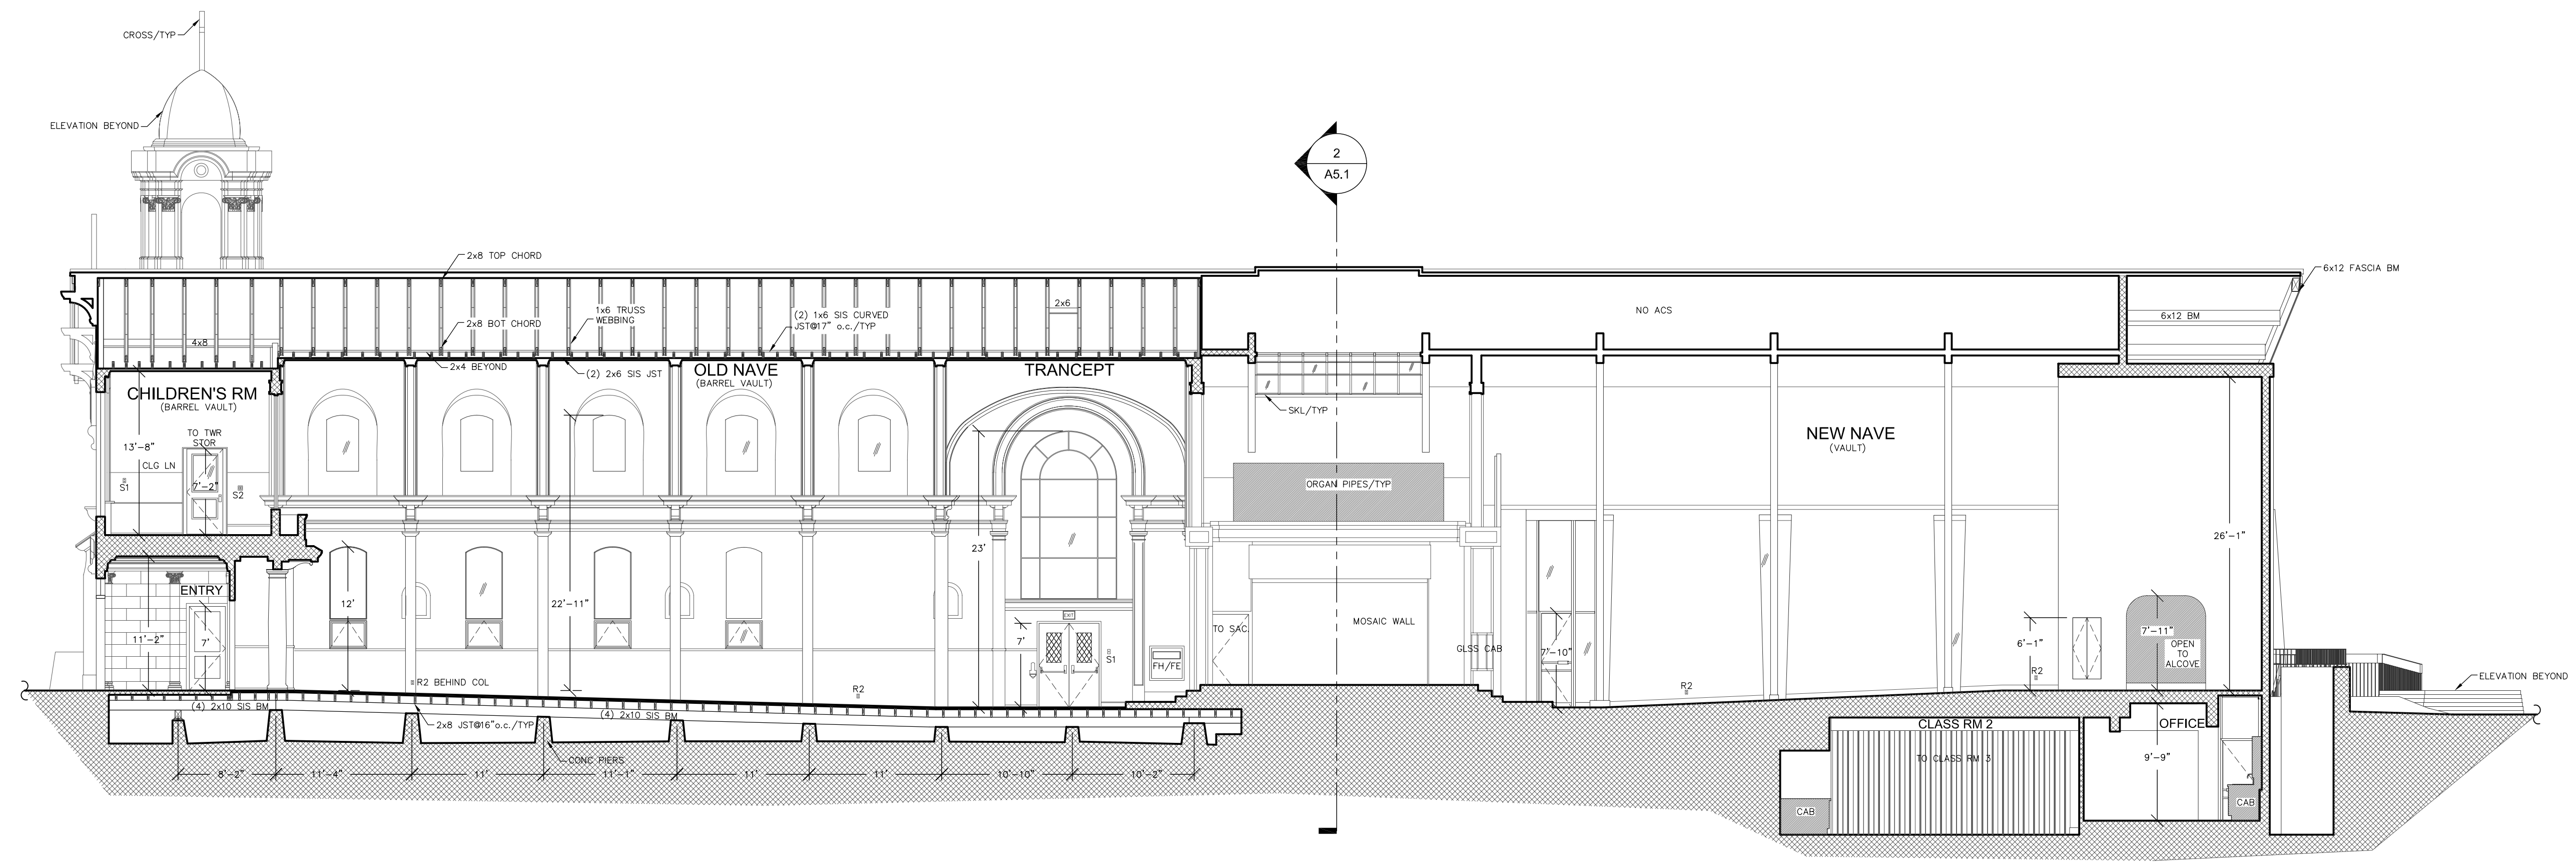 CROSS/TYP
ELEVATION BEYOND
2
A5.1
2x8 TOP CHORD
6x12 FASCIA BM
1x6 TRUSS
WEBBING
2x6
(2) 1x6 SIS CURVED
JST@17" o.c./TYP
NO ACS
6x12 BM
2x8 BOT CHORD
4x8
2x4 BEYOND
(2) 2x6 SIS JST
OLD NAVE
(BARREL VAULT)
TRANCEPT
CHILDREN'S RM
(BARREL VAULT)
SKL/TYP
NEW NAVE
(VAULT)
TO TWR
STOR
13'-8"
CLG LN
S1
7'-2"
S2
ORGAN PIPES/TYP
23'
26'-1"
ENTRY
12'
22'-11"
11'-2"
7'
7'
EXIT
S1
FH/FE
TO SAC.
MOSAIC WALL
GLSS CAB
7'-10"
6'-1"
R2
7'-11"
OPEN
TO
ALCOVE
ELEVATION BEYOND
R2 BEHIND COL
R2
R2
(4) 2x10 SIS BM
(4) 2x10 SIS BM
2x8 JST@16"o.c./TYP
CLASS RM 2
OFFICE
CONC PIERS
TO CLASS RM 3
9'-9"
8'-2"
11'-4"
11'
11'-1"
11'
11'
10'-10"
10'-2"
CAB
CAB